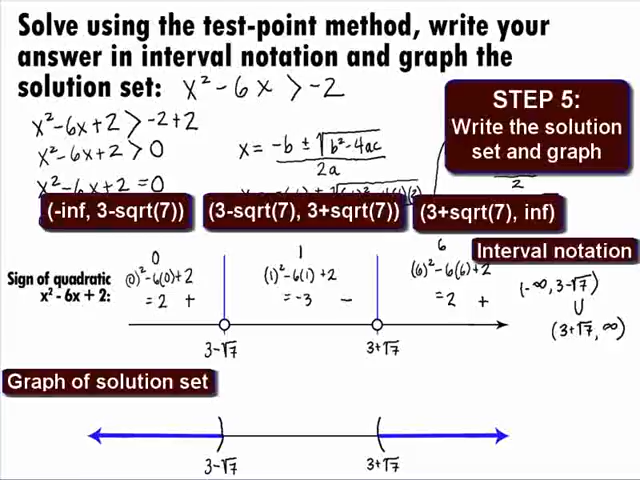 Solve using the test-point method, write your
answer in interval notation and graph the
solution set: x² - 6x > -2
x² - 6x + 2 > -2 + 2
x² - 6x + 2 > 0
x² - 6x + 2 = 0
x = -b ± √b² - 4ac
2a
STEP 5:
Write the solution
set and graph
2
(-inf, 3-sqrt(7))
(3-sqrt(7), 3+sqrt(7))
(3+sqrt(7), inf)
Interval notation
Sign of quadratic
x² - 6x + 2:
0
(0)² - 6(0) + 2
= 2 +
1
(1)² - 6(1) + 2
= -3 -
6
(6)² - 6(6) + 2
= 2 +
(-∞, 3-√7)
∪
(3+√7, ∞)
3-√7
3+√7
Graph of solution set
3-√7
3+√7